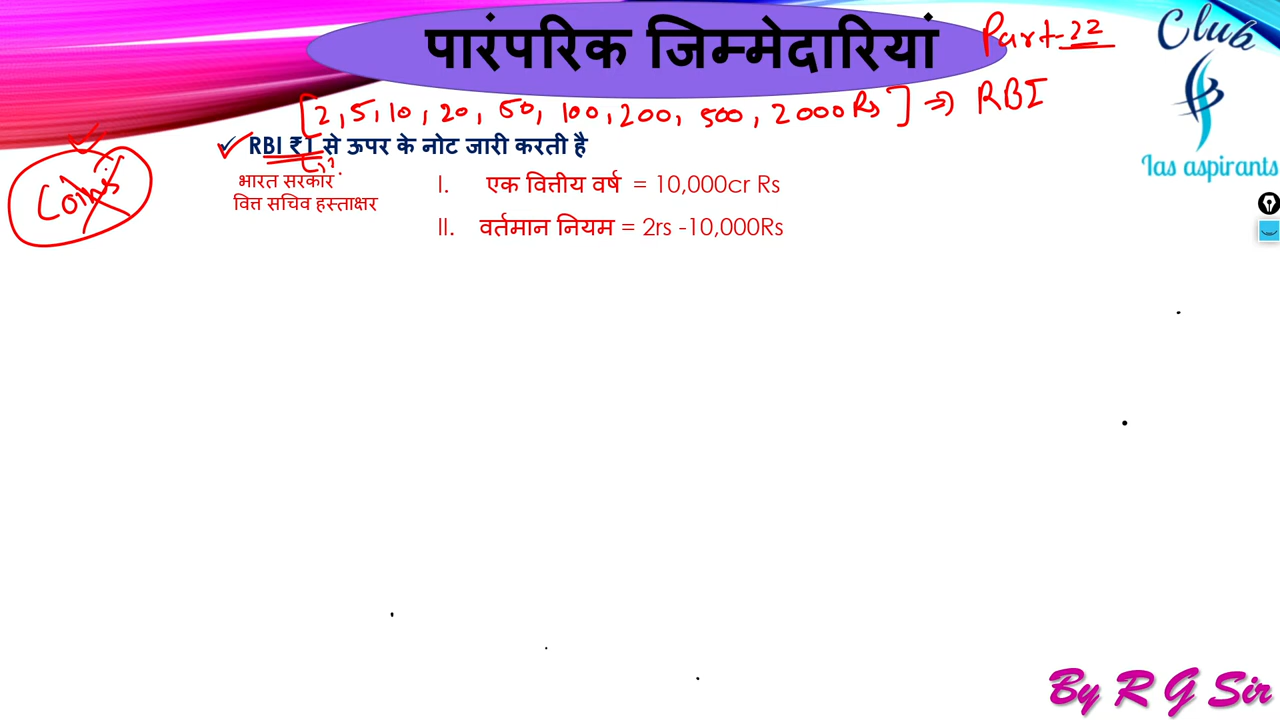 पारंपरिक जिम्मेदारियां
Part-22
Club
Ias aspirants
[2, 5, 10, 20, 50, 100, 200, 500, 2000 Rs] ⇒ RBI
✓ RBI ₹1 से ऊपर के नोट जारी करती है
Coins
भारत सरकार
वित्त सचिव हस्ताक्षर
I. एक वित्तीय वर्ष = 10,000cr Rs
II. वर्तमान नियम = 2rs -10,000Rs
By R G Sir